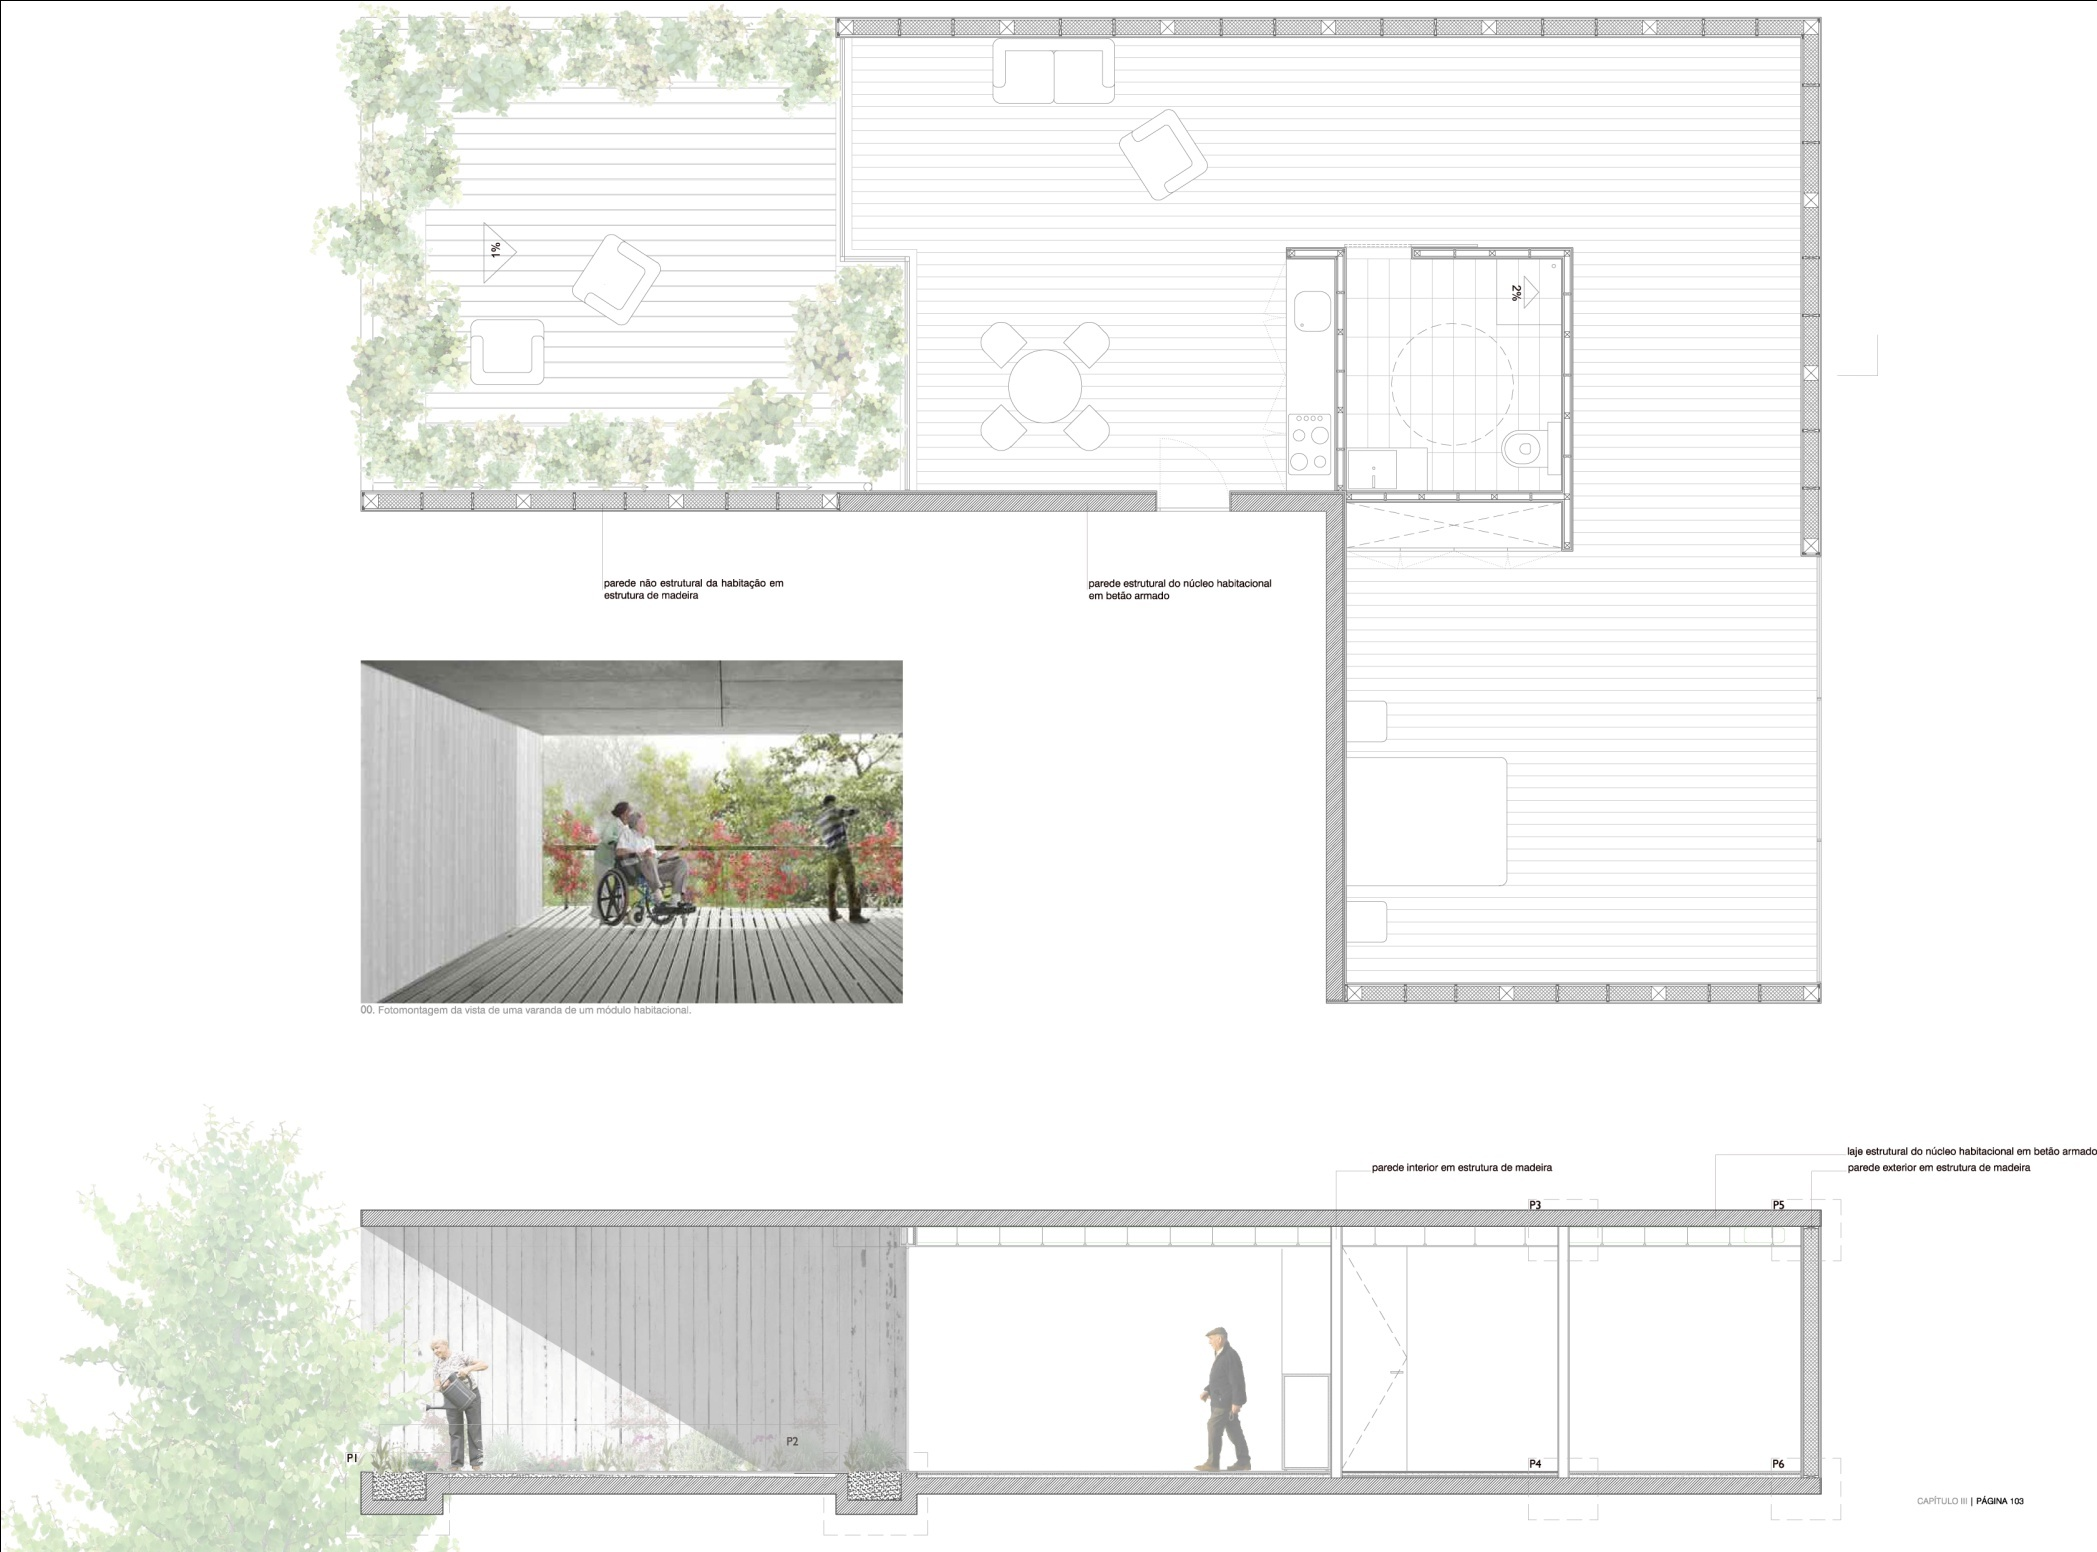 1%
2%
parede não estrutural da habitação em
estrutura de madeira
parede estrutural do núcleo habitacional
em betão armado
00. Fotomontagem da vista de uma varanda de um módulo habitacional.
laje estrutural do núcleo habitacional em betão armado
parede interior em estrutura de madeira
parede exterior em estrutura de madeira
P3
P5
P2
P1
P4
P6
CAPÍTULO III | PÁGINA 103